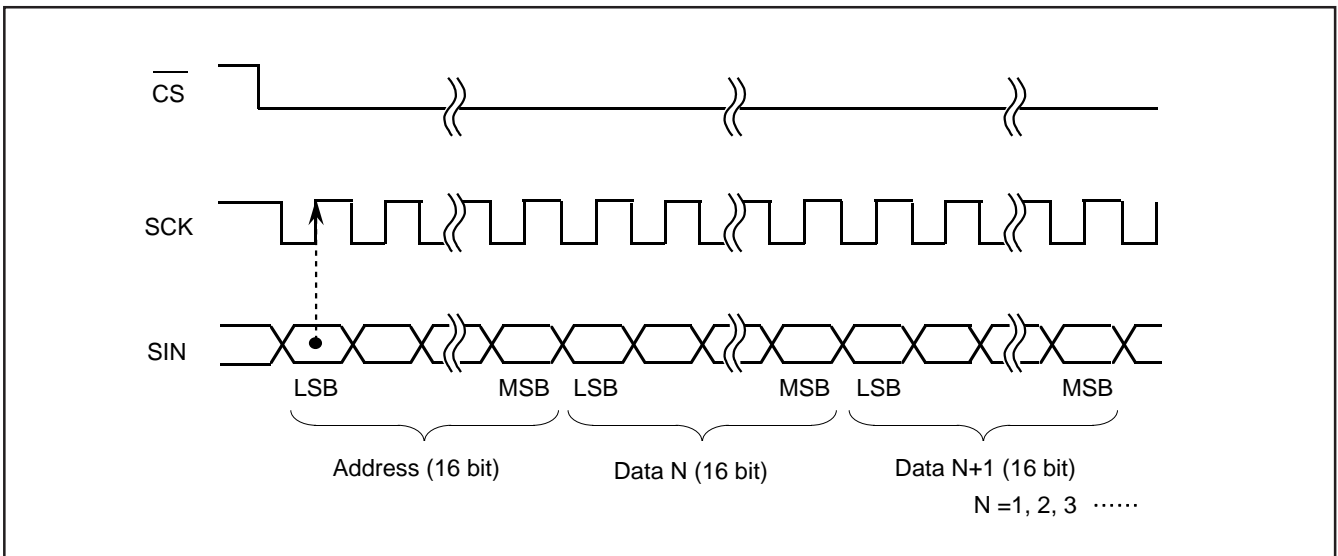 CS
SCK
SIN
LSB MSB LSB MSB LSB MSB
Address (16 bit) Data N (16 bit) Data N+1 (16 bit)
N =1, 2, 3 ······